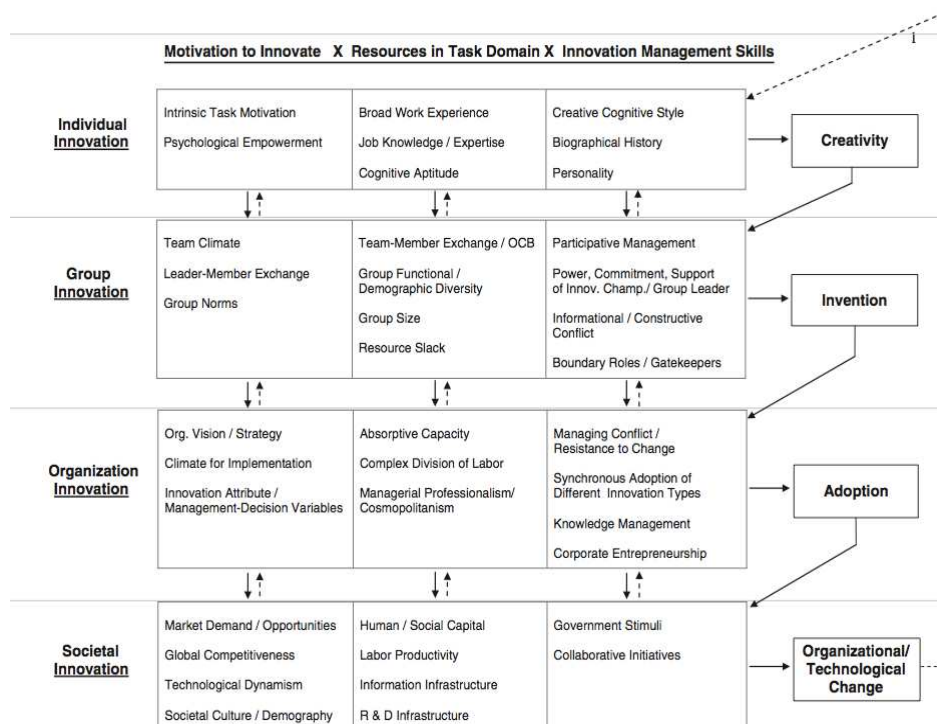 i
Motivation to Innovate X Resources in Task Domain X Innovation Management Skills
Individual
Innovation
Intrinsic Task Motivation
Psychological Empowerment
Broad Work Experience
Job Knowledge / Expertise
Cognitive Aptitude
Creative Cognitive Style
Biographical History
Personality
Creativity
Group
Innovation
Team Climate
Leader-Member Exchange
Group Norms
Team-Member Exchange / OCB
Group Functional /
Demographic Diversity
Group Size
Resource Slack
Participative Management
Power, Commitment, Support
of Innov. Champ./ Group Leader
Informational / Constructive
Conflict
Boundary Roles / Gatekeepers
Invention
Organization
Innovation
Org. Vision / Strategy
Climate for Implementation
Innovation Attribute /
Management-Decision Variables
Absorptive Capacity
Complex Division of Labor
Managerial Professionalism/
Cosmopolitanism
Managing Conflict /
Resistance to Change
Synchronous Adoption of
Different Innovation Types
Knowledge Management
Corporate Entrepreneurship
Adoption
Societal
Innovation
Market Demand / Opportunities
Global Competitiveness
Technological Dynamism
Societal Culture / Demography
Human / Social Capital
Labor Productivity
Information Infrastructure
R & D Infrastructure
Government Stimuli
Collaborative Initiatives
Organizational/
Technological
Change